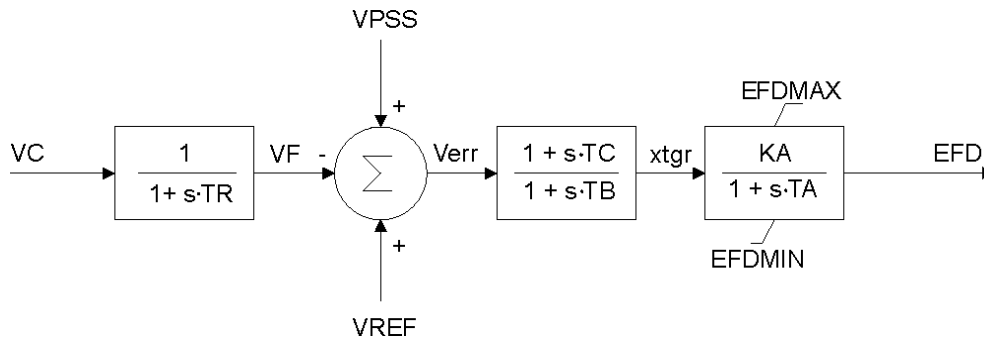 VPSS
+
EFDMAX
VC
1
1+ s·TR
VF
-
Σ
Verr
1 + s·TC
1 + s·TB
xtgr
KA
1 + s·TA
EFD
+
EFDMIN
VREF